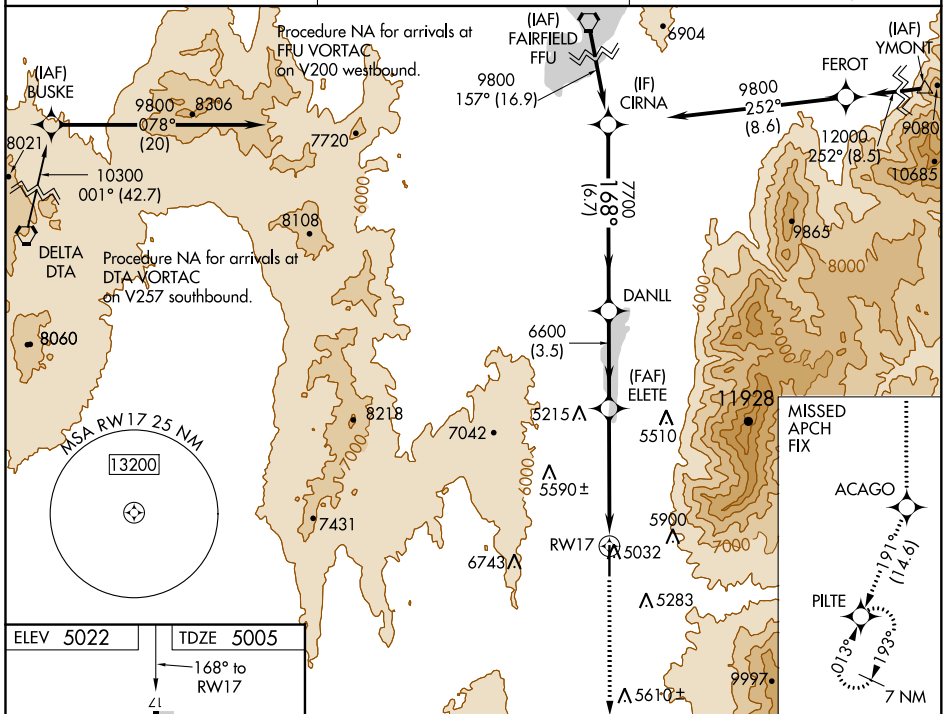 Procedure NA for arrivals at
FFU VORTAC
on V200 westbound.
(IAF)
FAIRFIELD
FFU
6904
(IAF)
YMONT
FEROT
(IAF)
BUSKE
9800
8306
078°
(20)
9800
157° (16.9)
(IF)
CIRNA
9800
252°
(8.6)
12000
252° (8.5)
9080
10685
8021
7720
10300
001° (42.7)
6000
7700
168°
(6.7)
8108
9865
DELTA
DTA
Procedure NA for arrivals at
DTA VORTAC
on V257 southbound.
8000
6000
DANLL
8060
6600
(3.5)
(FAF)
ELETE
11928
8218
7000
7042
5215
5510
MISSED
APCH
FIX
MSA RW17 25 NM
13200
6000
5590±
ACAGO
7431
5900
7000
RW17
5032
6743
191°
(14.6)
5283
PILTE
013°
193°
7 NM
ELEV 5022
TDZE 5005
168° to
RW17
17
9997
5610±